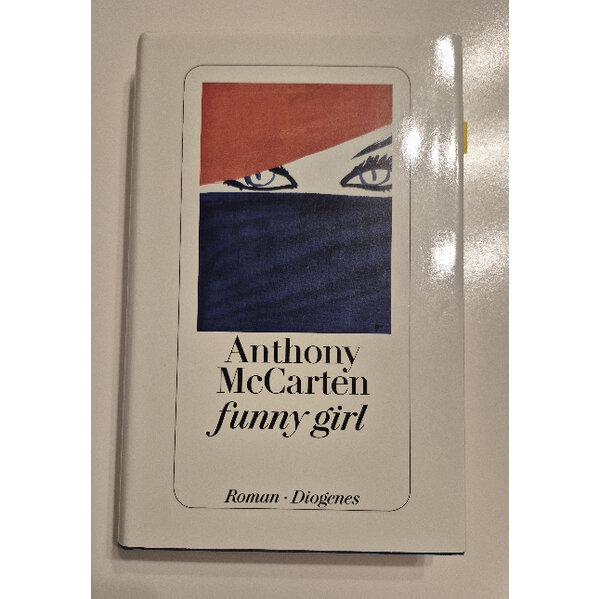 Anthony
McCarten
funny girl
Roman · Diogenes